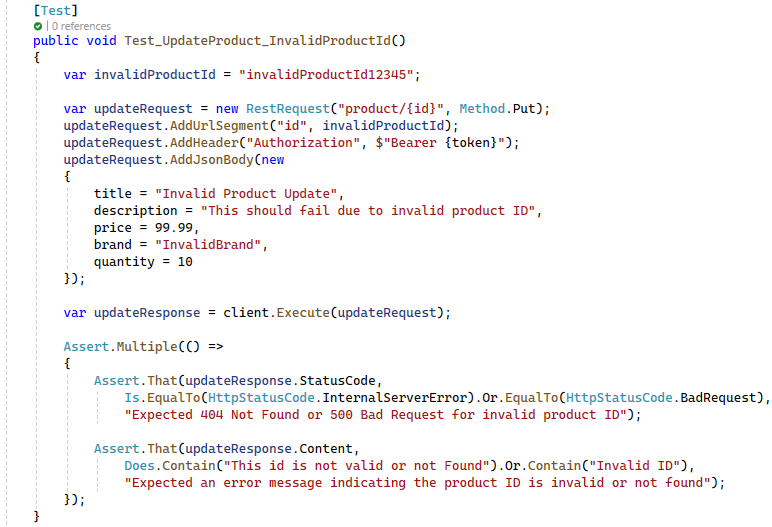 [Test]
| 0 references
public void Test_UpdateProduct_InvalidProductId()
{
    var invalidProductId = "invalidProductId12345";
    var updateRequest = new RestRequest("product/{id}", Method.Put);
    updateRequest.AddUrlSegment("id", invalidProductId);
    updateRequest.AddHeader("Authorization", $"Bearer {token}");
    updateRequest.AddJsonBody(new
    {
        title = "Invalid Product Update",
        description = "This should fail due to invalid product ID",
        price = 99.99,
        brand = "InvalidBrand",
        quantity = 10
    });
    var updateResponse = client.Execute(updateRequest);
    Assert.Multiple(() =>
    {
        Assert.That(updateResponse.StatusCode,
            Is.EqualTo(HttpStatusCode.InternalServerError).Or.EqualTo(HttpStatusCode.BadRequest),
            "Expected 404 Not Found or 500 Bad Request for invalid product ID");
        Assert.That(updateResponse.Content,
            Does.Contain("This id is not valid or not Found").Or.Contain("Invalid ID"),
            "Expected an error message indicating the product ID is invalid or not found");
    });
}